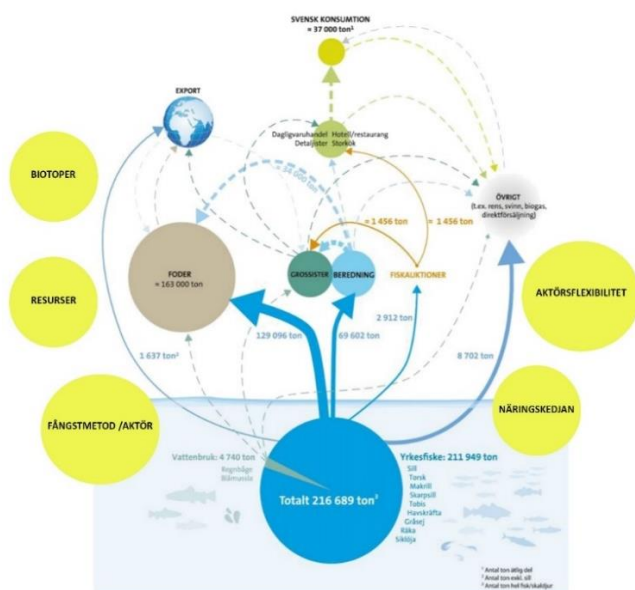 SVENSK KONSUMTION
≈ 37 000 ton¹
EXPORT
Dagligvaruhandel Hotell/restaurang
Detaljister Storkök
BIOTOPER
≈ 34 000 ton
ÖVRIGT
(t.ex. rens, svinn, biogas,
direktförsäljning)
≈ 1 456 ton
≈ 1 456 ton
FODER
≈ 163 000 ton
GROSSISTER
BEREDNING
FISKAUKTIONER
AKTÖRSFLEXIBILITET
RESURSER
2 912 ton
129 096 ton
69 602 ton
1 637 ton²
8 702 ton
FÅNGSTMETOD /AKTÖR
NÄRINGSKEDJAN
Vattenbruk: 4 740 ton
Regnbåge
Blåmussla
Yrkesfiske: 211 949 ton
Sill
Torsk
Makrill
Skarpsill
Tobis
Havskräfta
Gråsej
Räka
Siklöja
Totalt 216 689 ton³
¹ Antal ton ätlig del
² Antal ton exkl. sill
³ Antal ton hel fisk/skaldjur